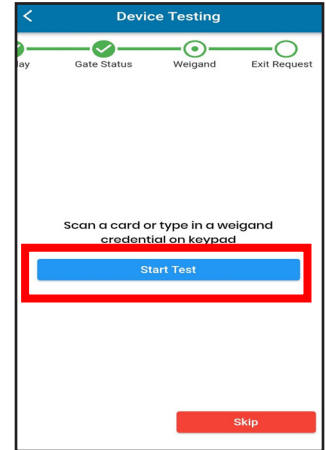 Device Testing
lay Gate Status Weigand Exit Request
Scan a card or type in a weigand
credential on keypad
Start Test
Skip